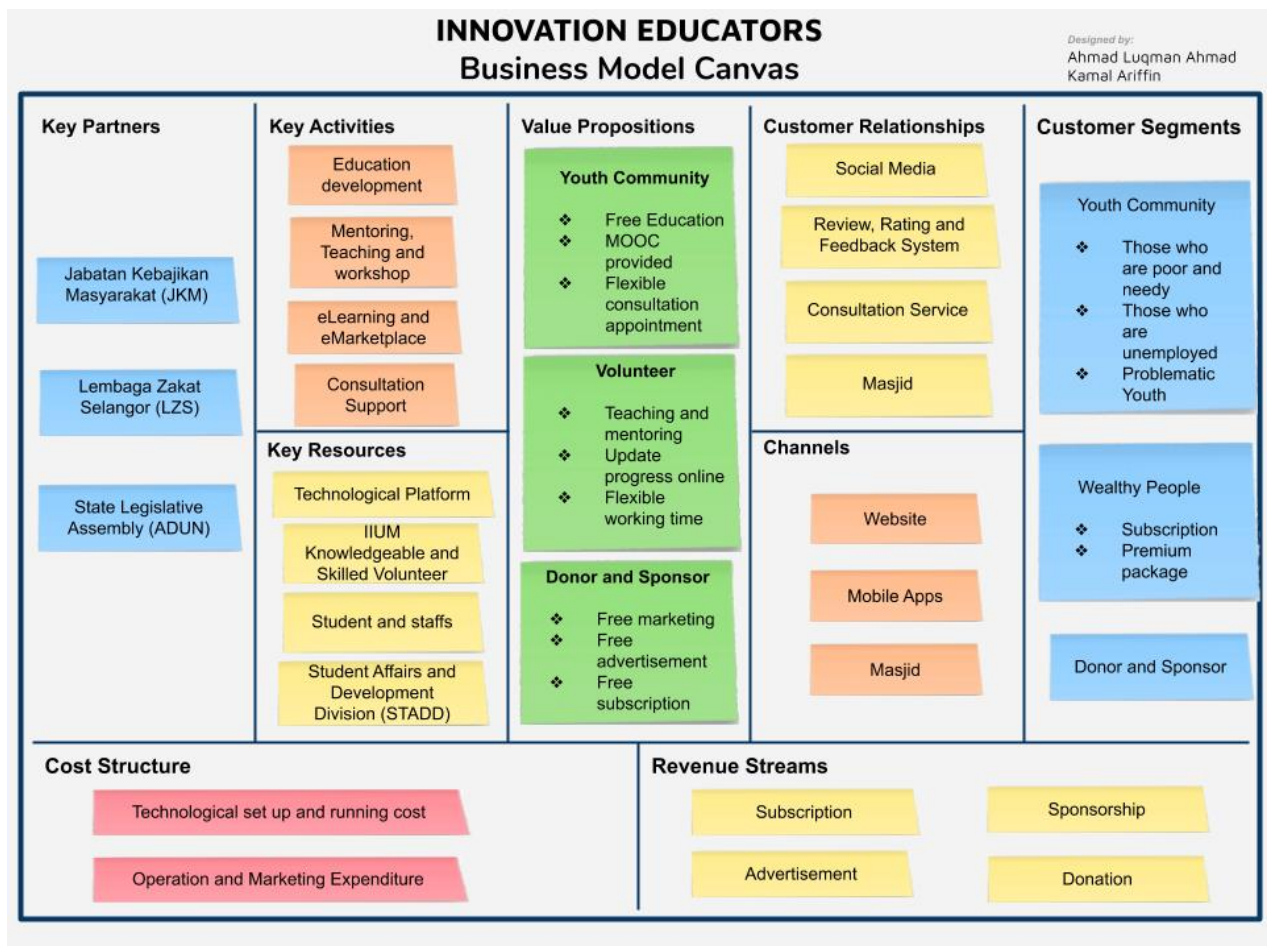 INNOVATION EDUCATORS
Business Model Canvas
Designed by:
Ahmad Luqman Ahmad
Kamal Ariffin
Key Partners
Jabatan Kebajikan
Masyarakat (JKM)
Lembaga Zakat
Selangor (LZS)
State Legislative
Assembly (ADUN)
Key Activities
Education
development
Mentoring,
Teaching and
workshop
eLearning and
eMarketplace
Consultation
Support
Key Resources
Technological Platform
IIUM
Knowledgeable and
Skilled Volunteer
Student and staffs
Student Affairs and
Development
Division (STADD)
Value Propositions
Youth Community
❖ Free Education
❖ MOOC
provided
❖ Flexible
consultation
appointment
Volunteer
❖ Teaching and
mentoring
❖ Update
progress online
❖ Flexible
working time
Donor and Sponsor
❖ Free marketing
❖ Free
advertisement
❖ Free
subscription
Customer Relationships
Social Media
Review, Rating and
Feedback System
Consultation Service
Masjid
Channels
Website
Mobile Apps
Masjid
Customer Segments
Youth Community
❖ Those who
are poor and
needy
❖ Those who
are
unemployed
❖ Problematic
Youth
Wealthy People
❖ Subscription
❖ Premium
package
Donor and Sponsor
Cost Structure
Technological set up and running cost
Operation and Marketing Expenditure
Revenue Streams
Subscription
Sponsorship
Advertisement
Donation